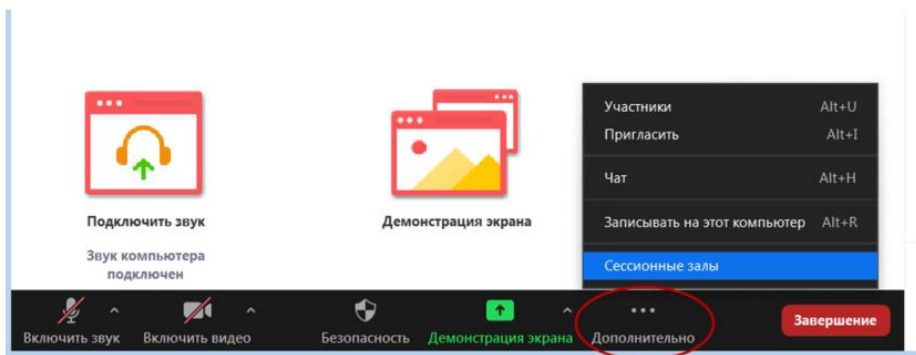 Подключить звук
Звук компьютера
подключен
Демонстрация экрана
Участники Alt+U
Пригласить Alt+I
Чат Alt+H
Записывать на этот компьютер Alt+R
Сессионные залы
Включить звук Включить видео Безопасность Демонстрация экрана Дополнительно Завершение